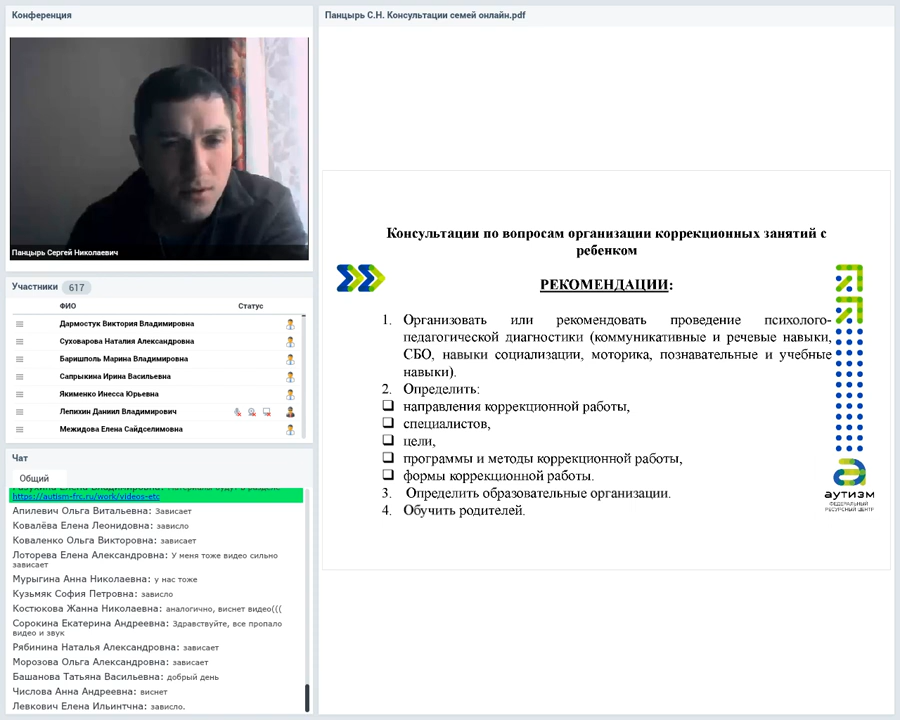 Конференция
Панцырь Сергей Николаевич
Участники 617
ФИО Статус
Дармостук Виктория Владимировна
Суховарова Наталия Александровна
Баришполь Марина Владимировна
Сапрыкина Ирина Васильевна
Якименко Инесса Юрьевна
Лепихин Даниил Владимирович
Межидова Елена Сайдселимовна
Чат
Общий
https://autism-frc.ru/work/videos-etc
Апилевич Ольга Витальевна: Зависает
Ковалёва Елена Леонидовна: зависло
Коваленко Ольга Викторовна: зависает
Лоторева Елена Александровна: У меня тоже видео сильно
зависает
Мурыгина Анна Николаевна: у нас тоже
Кузьмяк София Петровна: зависло
Костюкова Жанна Николаевна: аналогично, виснет видео(((
Сорокина Екатерина Андреевна: Здравствуйте, все пропало
видео и звук
Рябинина Наталья Александровна: зависает
Морозова Ольга Александровна: зависает
Башанова Татьяна Васильевна: добрый день
Числова Анна Андреевна: виснет
Левкович Елена Ильинтчна: зависло.
Панцырь С.Н. Консультации семей онлайн.pdf
Консультации по вопросам организации коррекционных занятий с
ребенком
РЕКОМЕНДАЦИИ:
1. Организовать или рекомендовать проведение психолого-
педагогической диагностики (коммуникативные и речевые навыки,
СБО, навыки социализации, моторика, познавательные и учебные
навыки).
2. Определить:
❑ направления коррекционной работы,
❑ специалистов,
❑ цели,
❑ программы и методы коррекционной работы,
❑ формы коррекционной работы.
3. Определить образовательные организации.
4. Обучить родителей.
аутизм
ФЕДЕРАЛЬНЫЙ
РЕСУРСНЫЙ ЦЕНТР